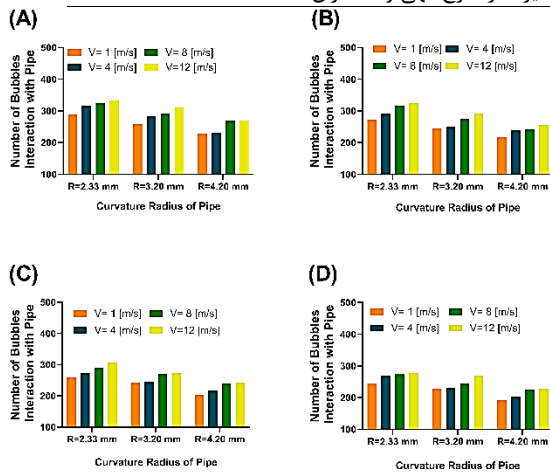 (A)
V= 1 [m/s] V= 8 [m/s]
V= 4 [m/s] V=12 [m/s]
Number of Bubbles
Interaction with Pipe
500
400
300
200
100
R=2.33 mm R=3.20 mm R=4.20 mm
Curvature Radius of Pipe
(B)
V= 1 [m/s] V= 4 [m/s]
V= 8 [m/s] V=12 [m/s]
Number of Bubbles
Interaction with Pipe
500
400
300
200
100
R=2.33 mm R=3.20 mm R=4.20 mm
Curvature Radius of Pipe
(C)
V= 1 [m/s] V= 8 [m/s]
V= 4 [m/s] V=12 [m/s]
Number of Bubbles
Interaction with Pipe
500
400
300
200
100
R=2.33 mm R=3.20 mm R=4.20 mm
Curvature Radius of Pipe
(D)
V= 1 [m/s] V= 8 [m/s]
V= 4 [m/s] V=12 [m/s]
Number of Bubbles
Interaction with Pipe
500
400
300
200
100
R=2.33 mm R=3.20 mm R=4.20 mm
Curvature Radius of Pipe